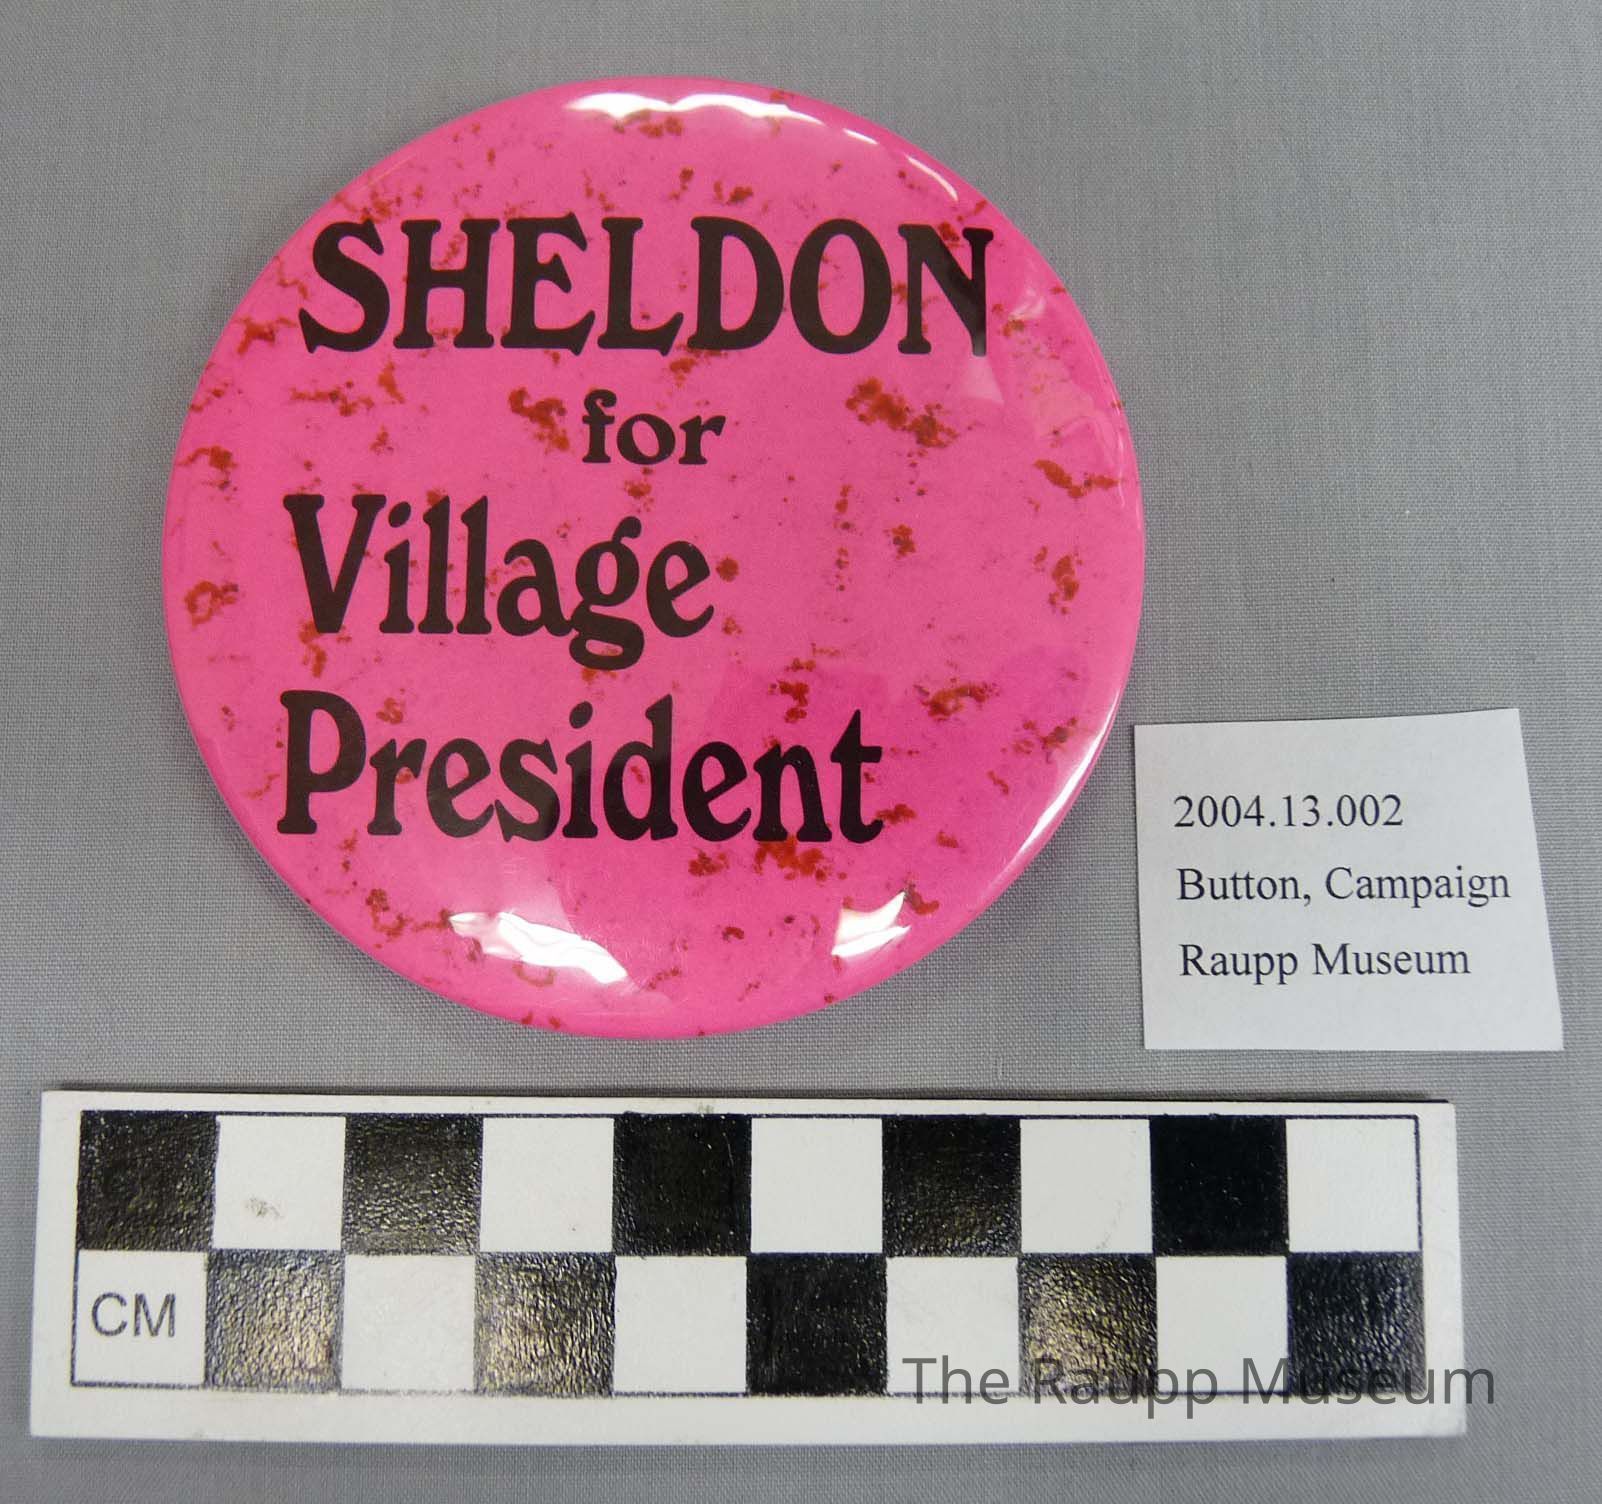 SHELDON
for
Village
President
2004.13.002
Button, Campaign
Raupp Museum
CM
The Raupp Museum